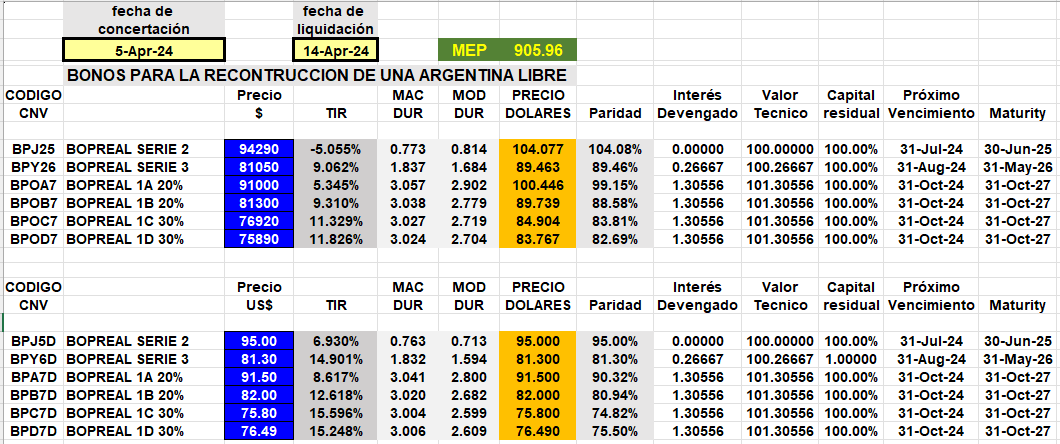 fecha de fecha de
concertación liquidación
5-Apr-24 14-Apr-24 MEP 905.96
BONOS PARA LA RECONTRUCCION DE UNA ARGENTINA LIBRE
CODIGO Precio MAC MOD PRECIO Interés Valor Capital Próximo
CNV $ TIR DUR DUR DOLARES Paridad Devengado Tecnico residual Vencimiento Maturity
BPJ25 BOPREAL SERIE 2 94290 -5.055% 0.773 0.814 104.077 104.08% 0.00000 100.00000 100.00% 31-Jul-24 30-Jun-25
BPY26 BOPREAL SERIE 3 81050 9.062% 1.837 1.684 89.463 89.46% 0.26667 100.26667 100.00% 31-Aug-24 31-May-26
BPOA7 BOPREAL 1A 20% 91000 5.345% 3.057 2.902 100.446 99.15% 1.30556 101.30556 100.00% 31-Oct-24 31-Oct-27
BPOB7 BOPREAL 1B 20% 81300 9.310% 3.038 2.779 89.739 88.58% 1.30556 101.30556 100.00% 31-Oct-24 31-Oct-27
BPOC7 BOPREAL 1C 30% 76920 11.329% 3.027 2.719 84.904 83.81% 1.30556 101.30556 100.00% 31-Oct-24 31-Oct-27
BPOD7 BOPREAL 1D 30% 75890 11.826% 3.024 2.704 83.767 82.69% 1.30556 101.30556 100.00% 31-Oct-24 31-Oct-27
CODIGO Precio MAC MOD PRECIO Interés Valor Capital Próximo
CNV US$ TIR DUR DUR DOLARES Paridad Devengado Tecnico residual Vencimiento Maturity
BPJ5D BOPREAL SERIE 2 95.00 6.930% 0.763 0.713 95.000 95.00% 0.00000 100.00000 100.00% 31-Jul-24 30-Jun-25
BPY6D BOPREAL SERIE 3 81.30 14.901% 1.832 1.594 81.300 81.30% 0.26667 100.26667 1.00000 31-Aug-24 31-May-26
BPA7D BOPREAL 1A 20% 91.50 8.617% 3.041 2.800 91.500 90.32% 1.30556 101.30556 100.00% 31-Oct-24 31-Oct-27
BPB7D BOPREAL 1B 20% 82.00 12.618% 3.020 2.682 82.000 80.94% 1.30556 101.30556 100.00% 31-Oct-24 31-Oct-27
BPC7D BOPREAL 1C 30% 75.80 15.596% 3.004 2.599 75.800 74.82% 1.30556 101.30556 100.00% 31-Oct-24 31-Oct-27
BPD7D BOPREAL 1D 30% 76.49 15.248% 3.006 2.609 76.490 75.50% 1.30556 101.30556 100.00% 31-Oct-24 31-Oct-27